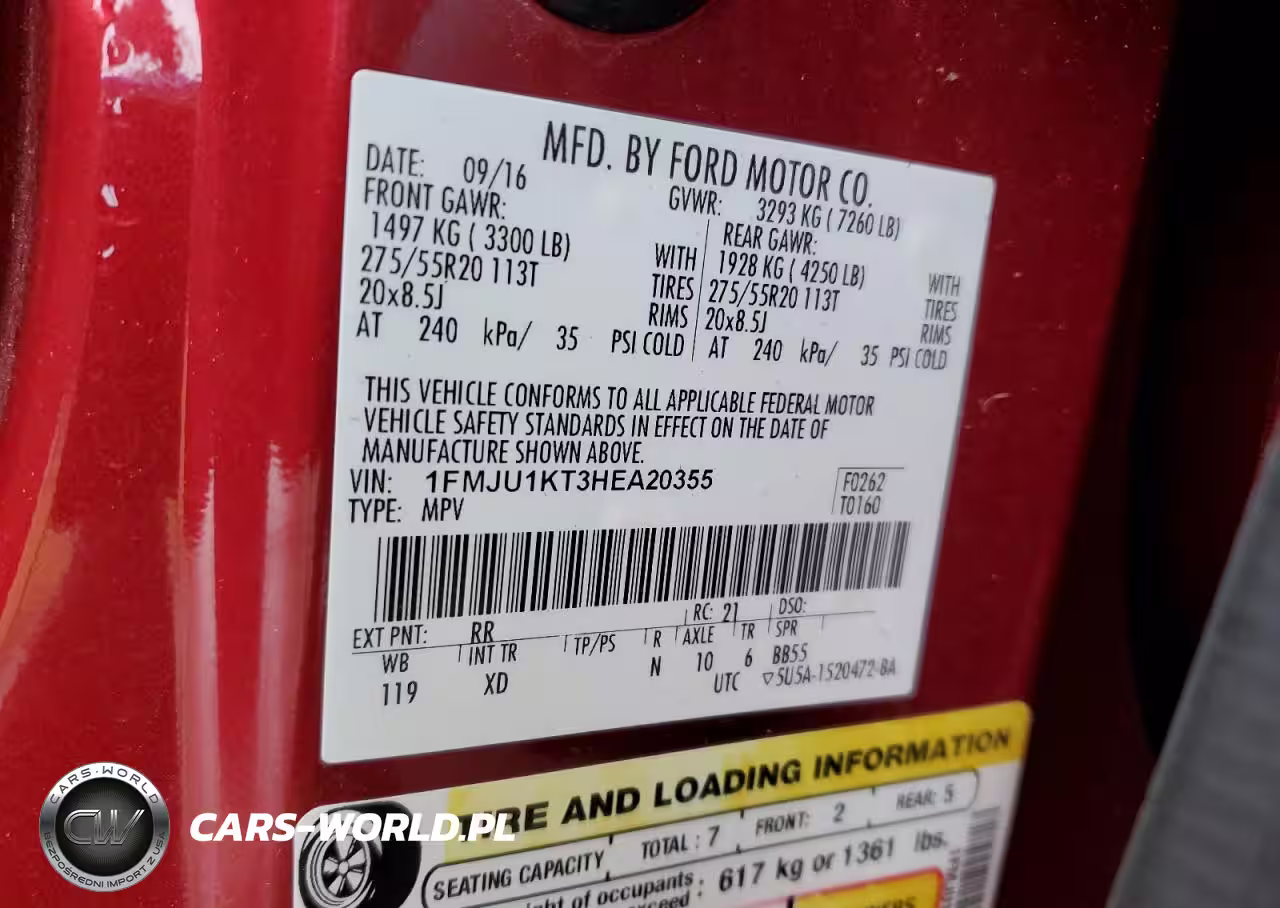 MFD. BY FORD MOTOR CO.
DATE: 09/16
GVWR: 3293 KG ( 7260 LB)
FRONT GAWR:
1497 KG ( 3300 LB) WITH
275/55R20 113T TIRES
20x8.5J RIMS
AT 240 kPa/ 35 PSI COLD
REAR GAWR:
1928 KG ( 4250 LB) WITH
275/55R20 113T TIRES
20x8.5J RIMS
AT 240 kPa/ 35 PSI COLD
THIS VEHICLE CONFORMS TO ALL APPLICABLE FEDERAL MOTOR
VEHICLE SAFETY STANDARDS IN EFFECT ON THE DATE OF
MANUFACTURE SHOWN ABOVE.
VIN: 1FMJU1KT3HEA20355
F0262
TYPE: MPV
T0160
EXT PNT: RR RC: 21 DSO:
WB INT TR TP/PS R AXLE TR SPR
119 XD N 10 6 BB55
UTC ▽5U5A-1520472-BA
AND LOADING INFORMATION
SEATING CAPACITY TOTAL : 7 FRONT: 2 REAR: 5
of occupants : 617 kg or 1361 lbs.
CARS-WORLD
CW
BEZPOŚREDNI IMPORT Z USA
CARS-WORLD.PL